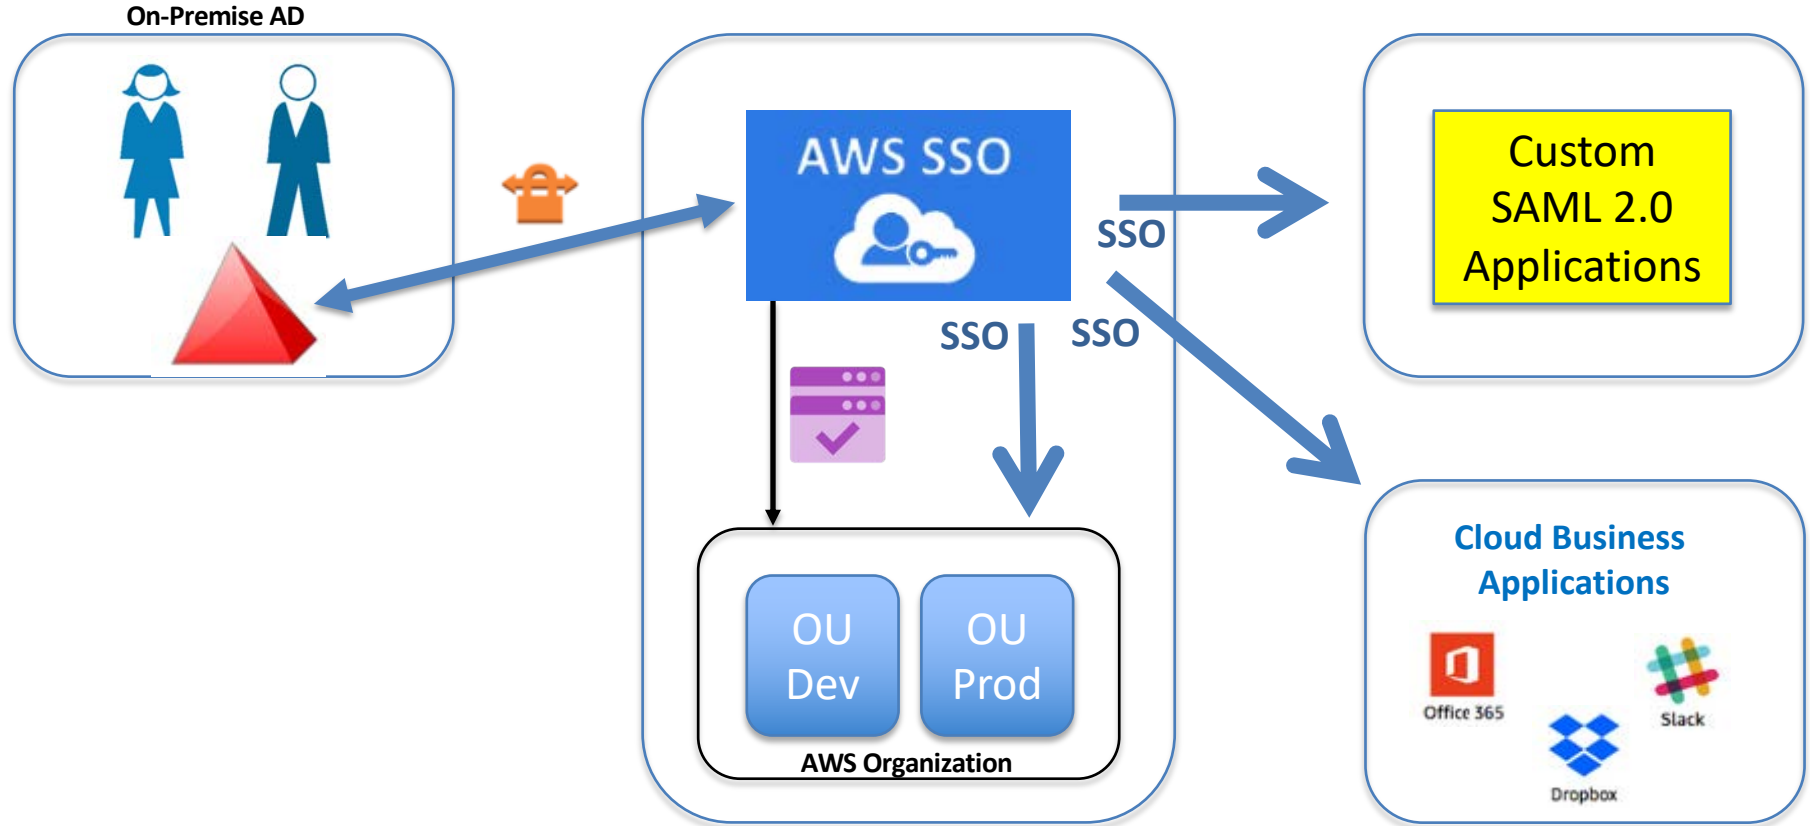 On-Premise AD
AWS SSO
SSO
SSO
SSO
Custom
SAML 2.0
Applications
OU
Dev
OU
Prod
AWS Organization
Cloud Business
Applications
Office 365
Slack
Dropbox